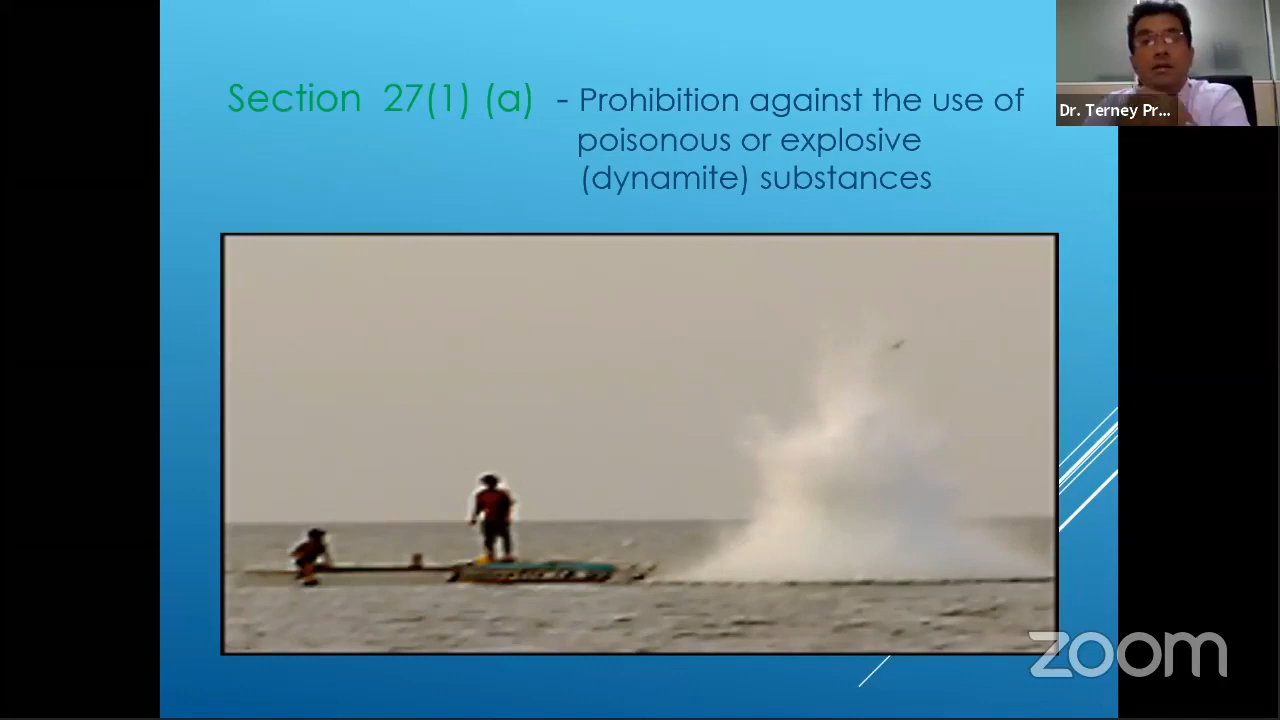 Section 27(1) (a) - Prohibition against the use of
poisonous or explosive
(dynamite) substances
Dr. Terney Pr...
zoom